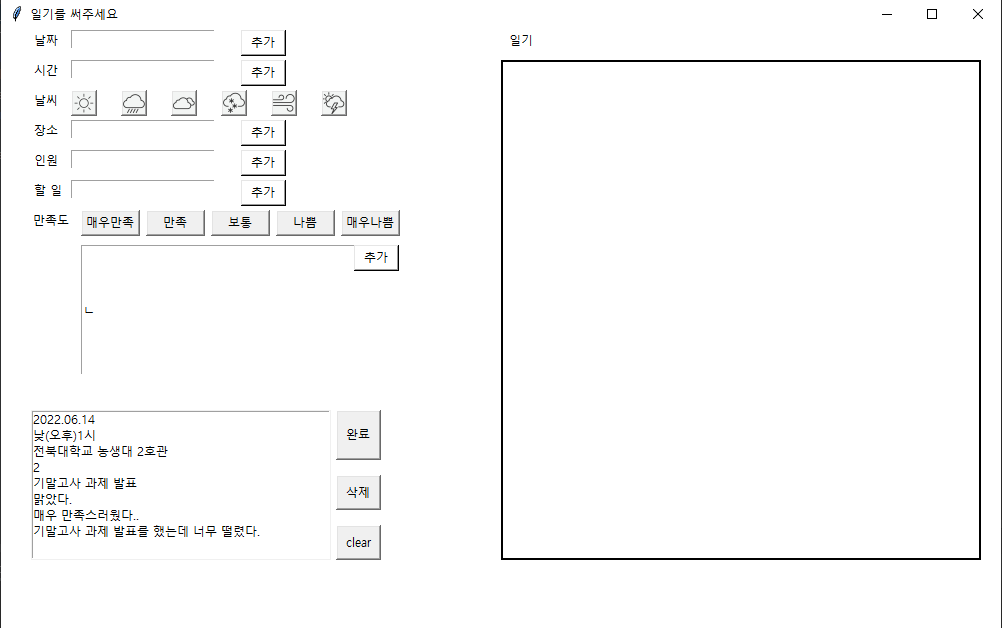 일기를 써주세요
날짜 추가
일기
시간 추가
날씨
장소 추가
인원 추가
할 일 추가
만족도 매우만족 만족 보통 나쁨 매우나쁨
추가
ㄴ
2022.06.14
낮(오후)1시
전북대학교 농생대 2호관
2
기말고사 과제 발표
맑았다.
매우 만족스러웠다..
기말고사 과제 발표를 했는데 너무 떨렸다.
완료
삭제
clear